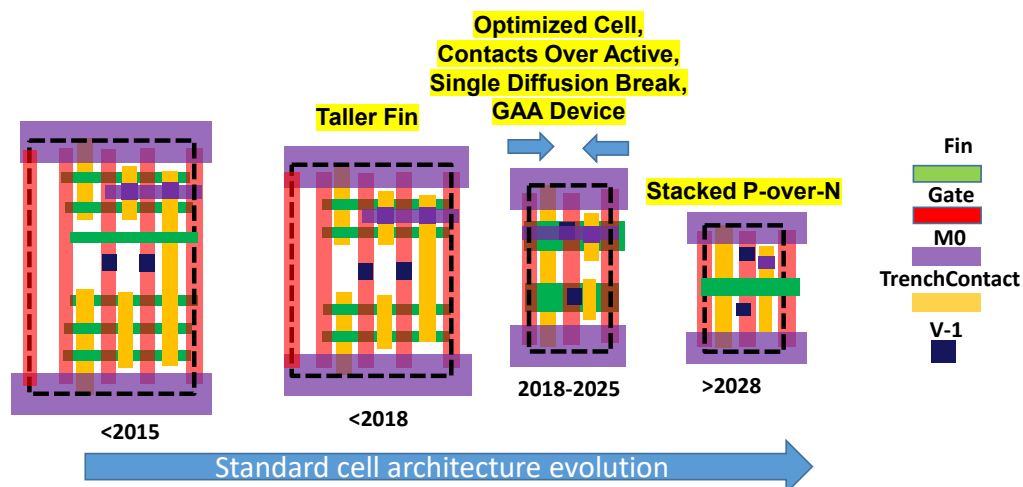 Optimized Cell,
Contacts Over Active,
Single Diffusion Break,
GAA Device
Taller Fin
Stacked P-over-N
Fin
Gate
M0
TrenchContact
V-1
<2015
<2018
2018-2025
>2028
Standard cell architecture evolution